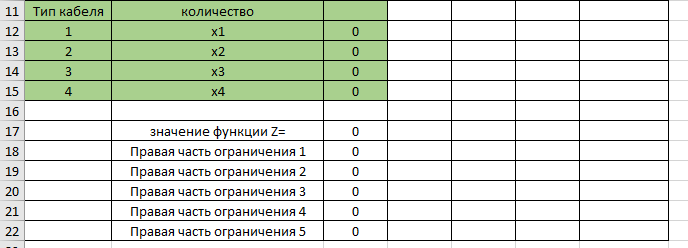 11 Тип кабеля количество
12 1 x1 0
13 2 x2 0
14 3 x3 0
15 4 x4 0
16
17 значение функции Z= 0
18 Правая часть ограничения 1 0
19 Правая часть ограничения 2 0
20 Правая часть ограничения 3 0
21 Правая часть ограничения 4 0
22 Правая часть ограничения 5 0